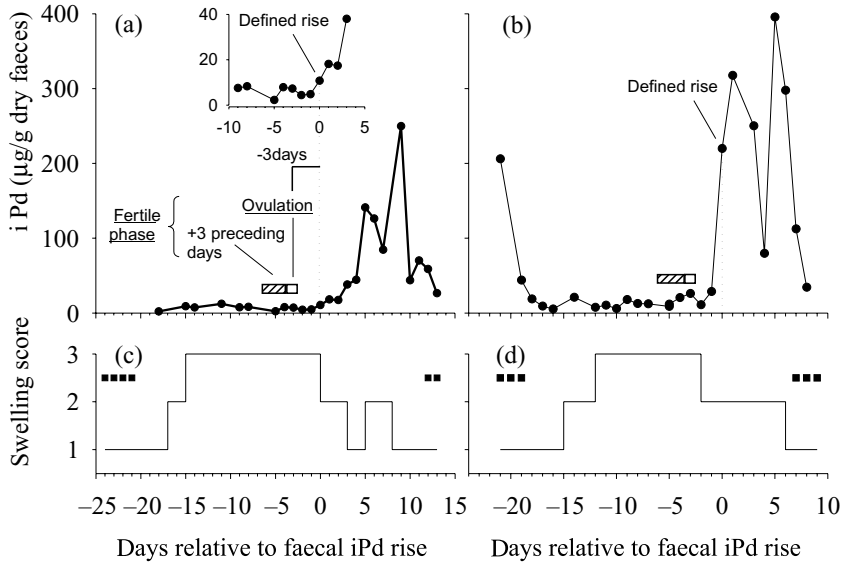 i Pd (µg/g dry faeces)
400
300
200
100
0
(a)
40
20
0
Defined rise
-10
-5
0
5
-3days
Fertile
phase
Ovulation
+3 preceding
days
(b)
Defined rise
Swelling score
3
2
1
(c)
(d)
–25
–20
–15
–10
–5
0
5
10
15
–20
–15
–10
–5
0
5
10
Days relative to faecal iPd rise
Days relative to faecal iPd rise